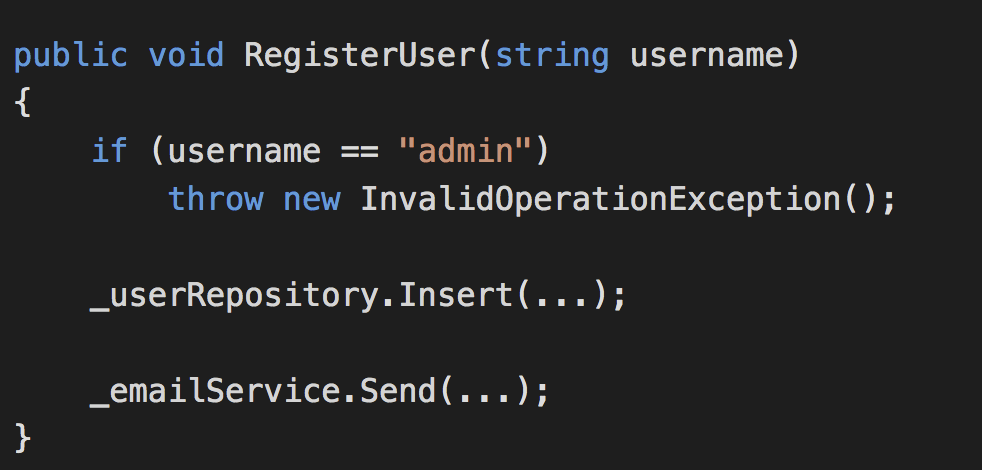 public void RegisterUser(string username)
{
    if (username == "admin")
        throw new InvalidOperationException();

    _userRepository.Insert(...);

    _emailService.Send(...);
}